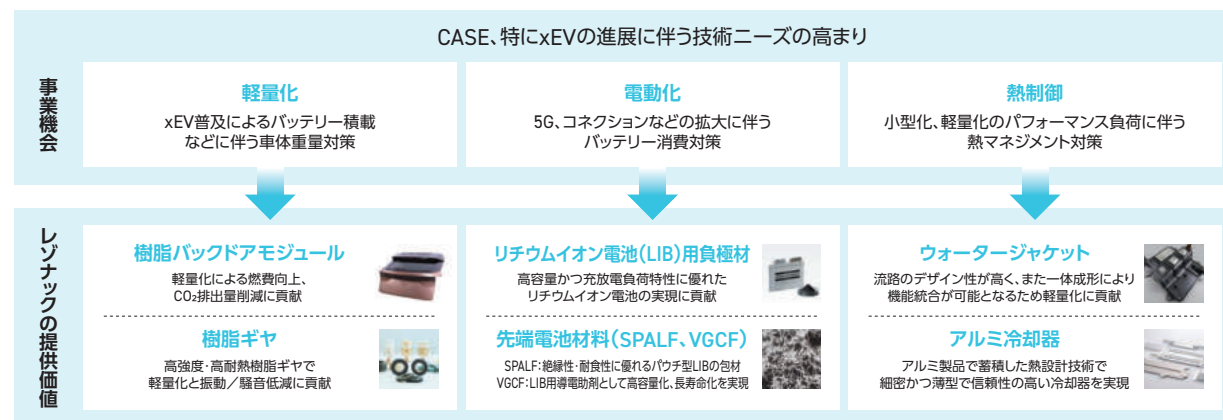 CASE、特にxEVの進展に伴う技術ニーズの高まり
事業機会
軽量化
xEV普及によるバッテリー積載
などに伴う車体重量対策
電動化
5G、コネクションなどの拡大に伴う
バッテリー消費対策
熱制御
小型化、軽量化のパフォーマンス負荷に伴う
熱マネジメント対策
レゾナックの提供価値
樹脂バックドアモジュール
軽量化による燃費向上、
CO₂排出量削減に貢献
樹脂ギヤ
高強度・高耐熱樹脂ギヤで
軽量化と振動／騒音低減に貢献
リチウムイオン電池（LIB）用負極材
高容量かつ充放電負荷特性に優れた
リチウムイオン電池の実現に貢献
先端電池材料（SPALF、VGCF）
SPALF：絶縁性・耐食性に優れるパウチ型LIBの包材
VGCF：LIB用導電助剤として高容量化、長寿命化を実現
ウォータージャケット
流路のデザイン性が高く、また一体成形により
機能統合が可能となるため軽量化に貢献
アルミ冷却器
アルミ製品で蓄積した熱設計技術で
細密かつ薄型で信頼性の高い冷却器を実現